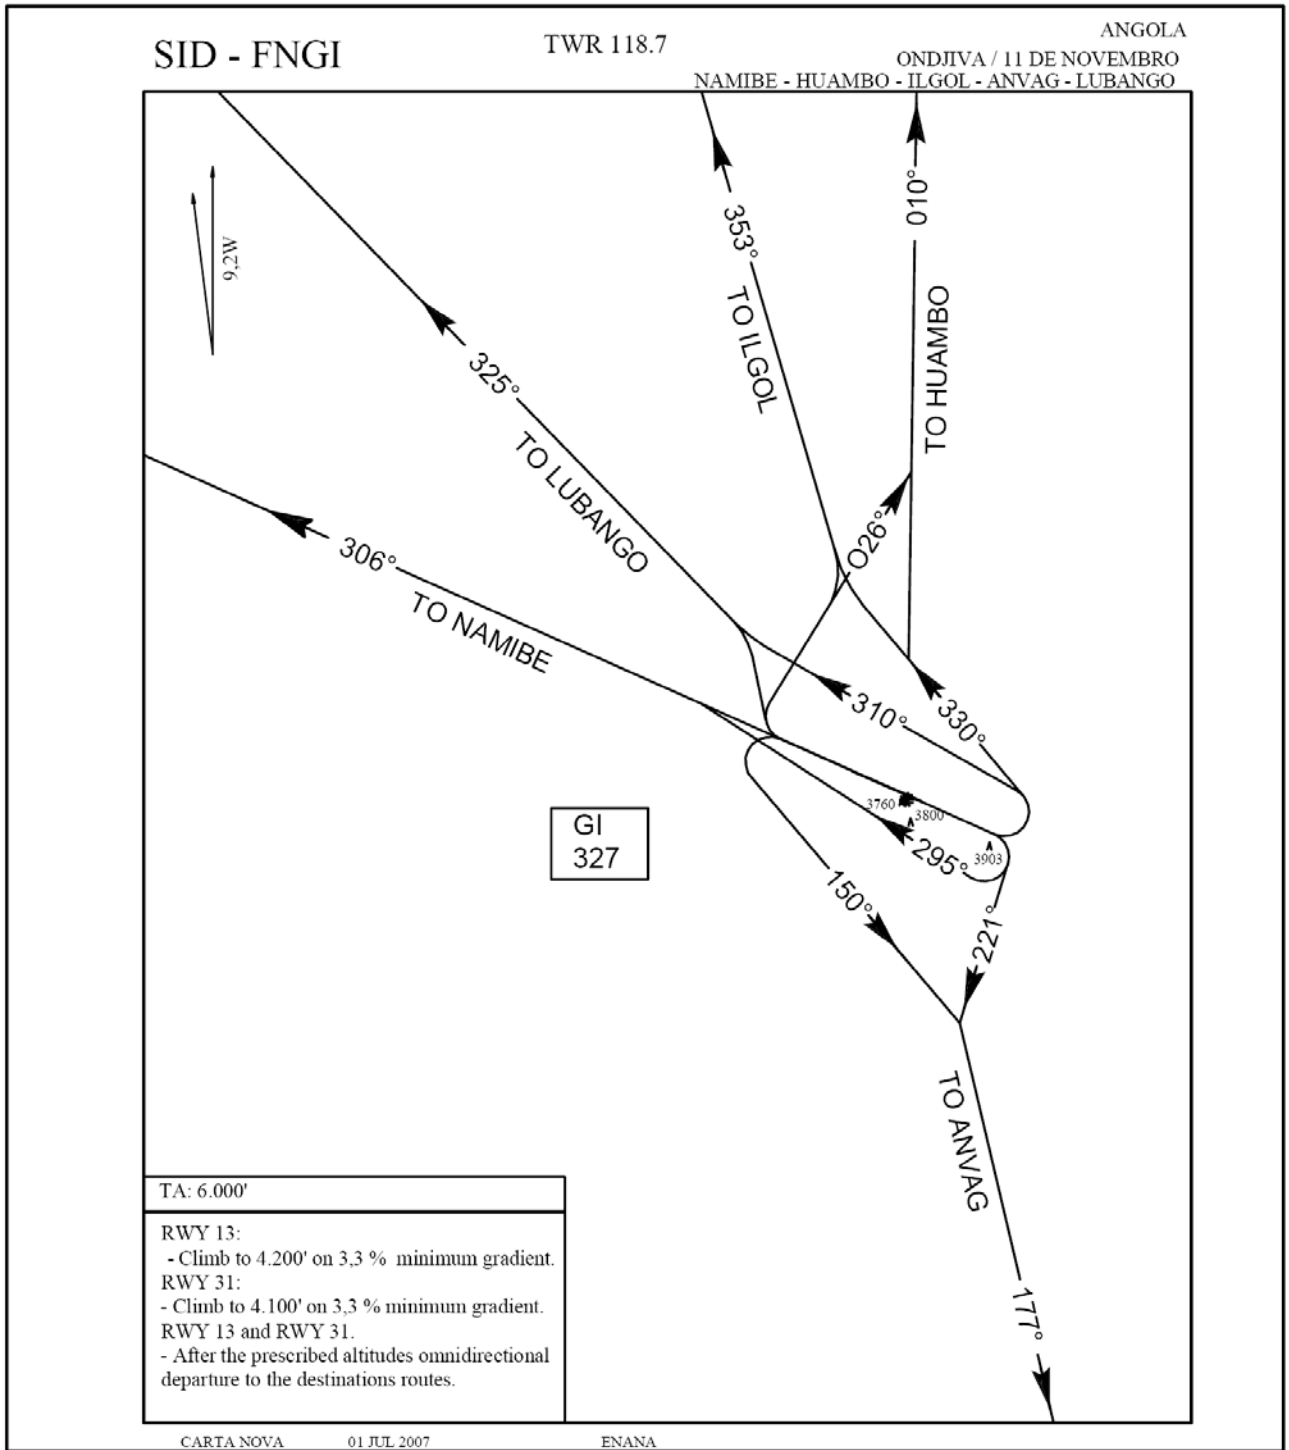 SID - FNGI
TWR 118.7
ANGOLA
ONDJIVA / 11 DE NOVEMBRO
NAMIBE - HUAMBO - ILGOL - ANVAG - LUBANGO
9,2W
353°
TO ILGOL
010°
TO HUAMBO
325°
TO LUBANGO
306°
TO NAMIBE
O26°
310°
330°
3760
3800
295°
3903
GI
327
150°
221°
TO ANVAG
177°
TA: 6.000'
RWY 13:
- Climb to 4.200' on 3,3 % minimum gradient.
RWY 31:
- Climb to 4.100' on 3,3 % minimum gradient.
RWY 13 and RWY 31.
- After the prescribed altitudes omnidirectional
departure to the destinations routes.
CARTA NOVA 01 JUL 2007 ENANA